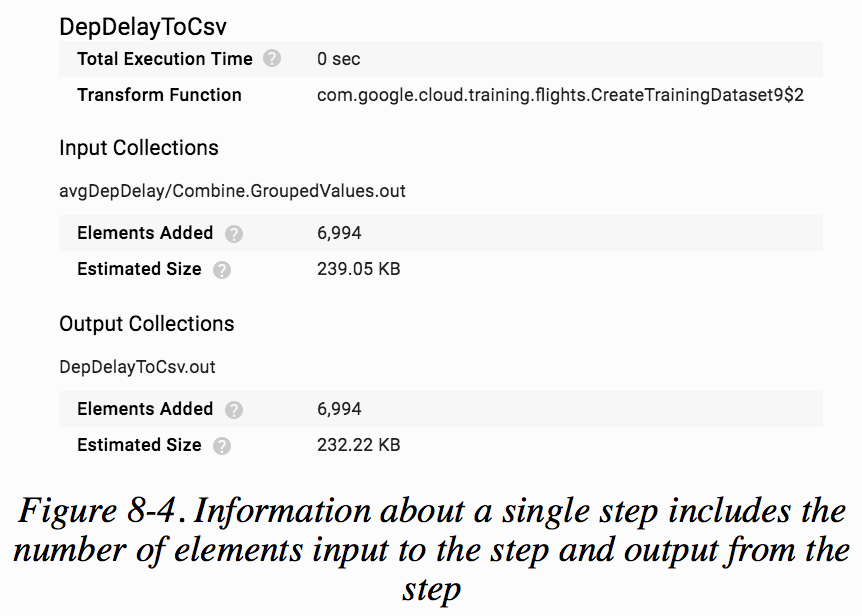 DepDelayToCsv
Total Execution Time ? 0 sec
Transform Function com.google.cloud.training.flights.CreateTrainingDataset9$2
Input Collections
avgDepDelay/Combine.GroupedValues.out
Elements Added ? 6,994
Estimated Size ? 239.05 KB
Output Collections
DepDelayToCsv.out
Elements Added ? 6,994
Estimated Size ? 232.22 KB
Figure 8-4. Information about a single step includes the
number of elements input to the step and output from the
step